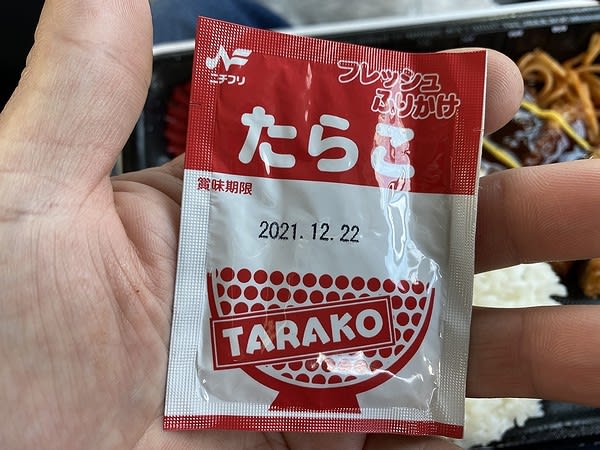 NF
ニチフリ
フレッシュ
ふりかけ
たらこ
賞味期限
2021.12.22
TARAKO